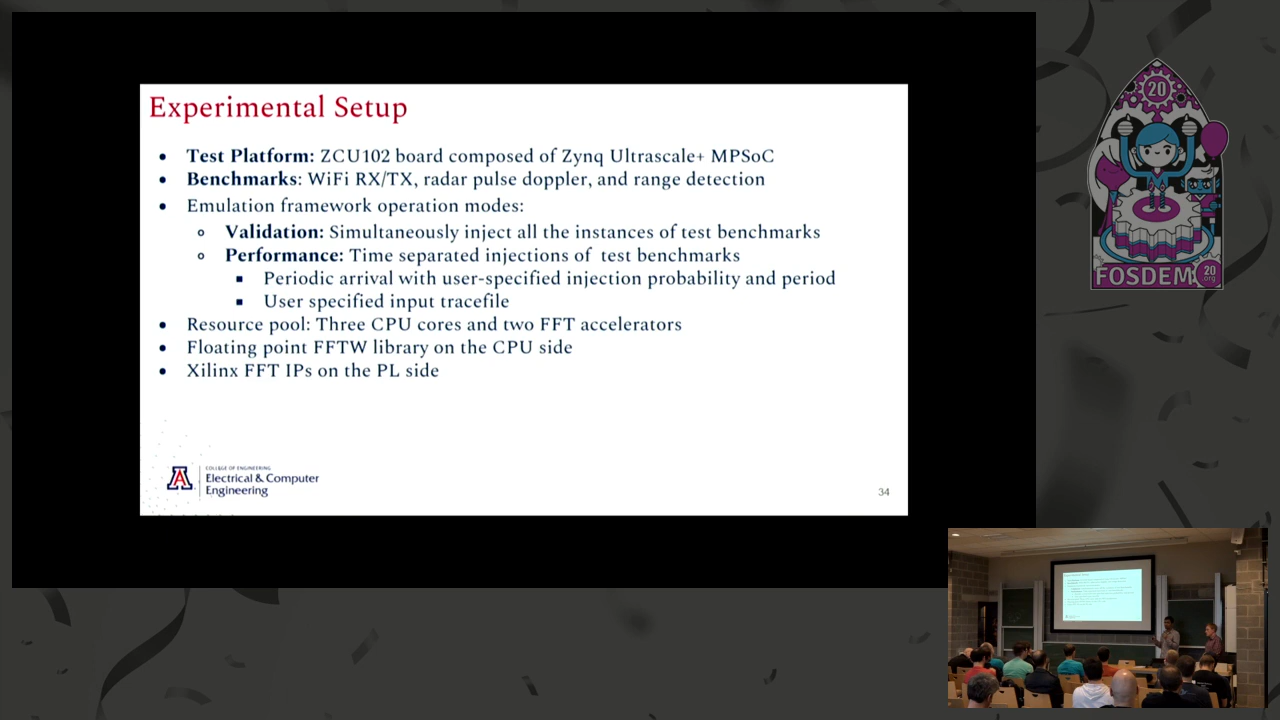 Experimental Setup
• Test Platform: ZCU102 board composed of Zynq Ultrascale+ MPSoC
• Benchmarks: WiFi RX/TX, radar pulse doppler, and range detection
• Emulation framework operation modes:
∘ Validation: Simultaneously inject all the instances of test benchmarks
∘ Performance: Time separated injections of test benchmarks
▪ Periodic arrival with user-specified injection probability and period
▪ User specified input tracefile
• Resource pool: Three CPU cores and two FFT accelerators
• Floating point FFTW library on the CPU side
• Xilinx FFT IPs on the PL side
A
COLLEGE OF ENGINEERING
Electrical & Computer
Engineering
34
20
FOSDEM 20
.org